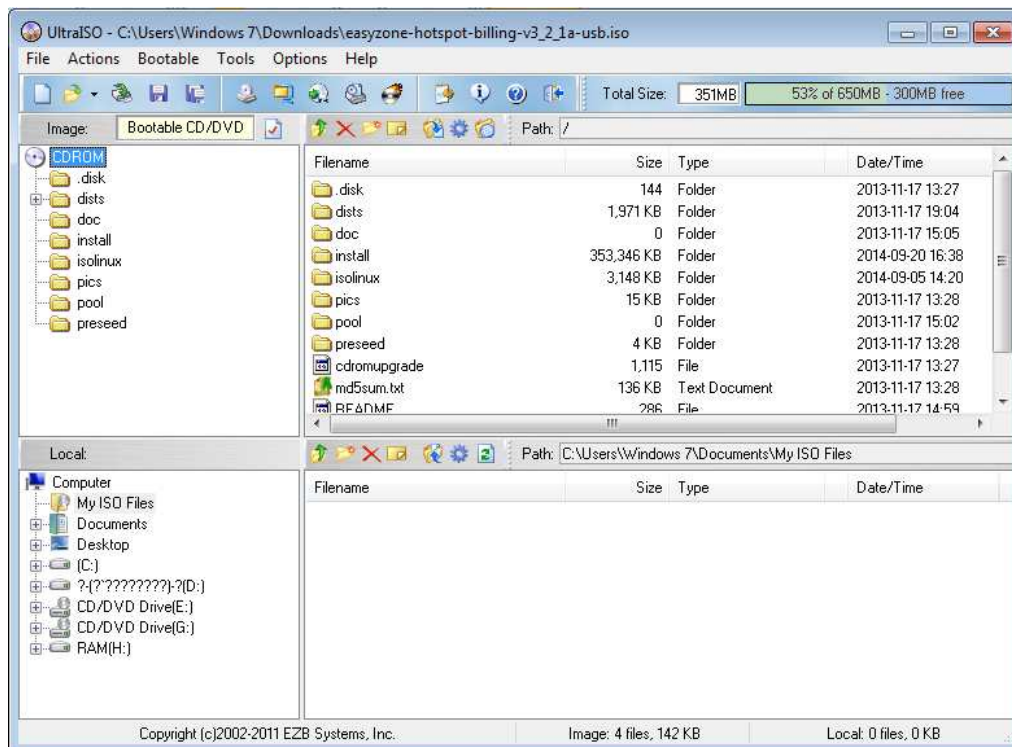 UltraISO - C:\Users\Windows 7\Downloads\easyzone-hotspot-billing-v3_2_1a-usb.iso
File Actions Bootable Tools Options Help
Total Size: 351MB 53% of 650MB - 300MB free
Image: Bootable CD/DVD Path: /
CDROM
.disk
dists
doc
install
isolinux
pics
pool
preseed
Filename Size Type Date/Time
.disk 144 Folder 2013-11-17 13:27
dists 1,971 KB Folder 2013-11-17 19:04
doc 0 Folder 2013-11-17 15:05
install 353,346 KB Folder 2014-09-20 16:38
isolinux 3,148 KB Folder 2014-09-05 14:20
pics 15 KB Folder 2013-11-17 13:28
pool 0 Folder 2013-11-17 15:02
preseed 4 KB Folder 2013-11-17 13:28
cdromupgrade 1,115 File 2013-11-17 13:27
md5sum.txt 136 KB Text Document 2013-11-17 13:28
README 286 File 2013-11-17 14:59
Local: Path: C:\Users\Windows 7\Documents\My ISO Files
Computer
My ISO Files
Documents
Desktop
(C:)
?-(?`????????)-?(D:)
CD/DVD Drive(E:)
CD/DVD Drive(G:)
RAM(H:)
Filename Size Type Date/Time
Copyright (c)2002-2011 EZB Systems, Inc. Image: 4 files, 142 KB Local: 0 files, 0 KB